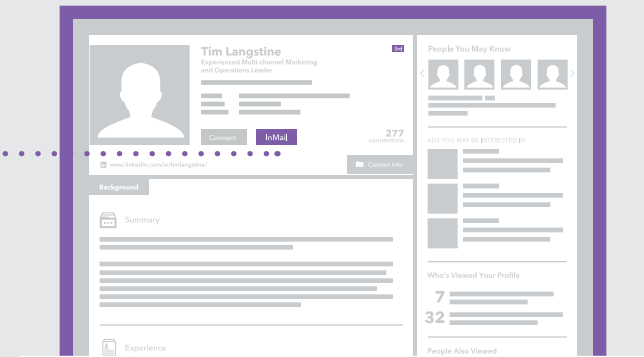 Tim Langstine
3rd
Experienced Multi-channel Marketing
and Operations Leader
Connect
InMail
277
connections
www.linkedin.com/in/timlangstine/
Contact Info
Background
Summary
Experience
People You May Know
ADS YOU MAY BE INTERESTED IN
Who's Viewed Your Profile
7
32
People Also Viewed